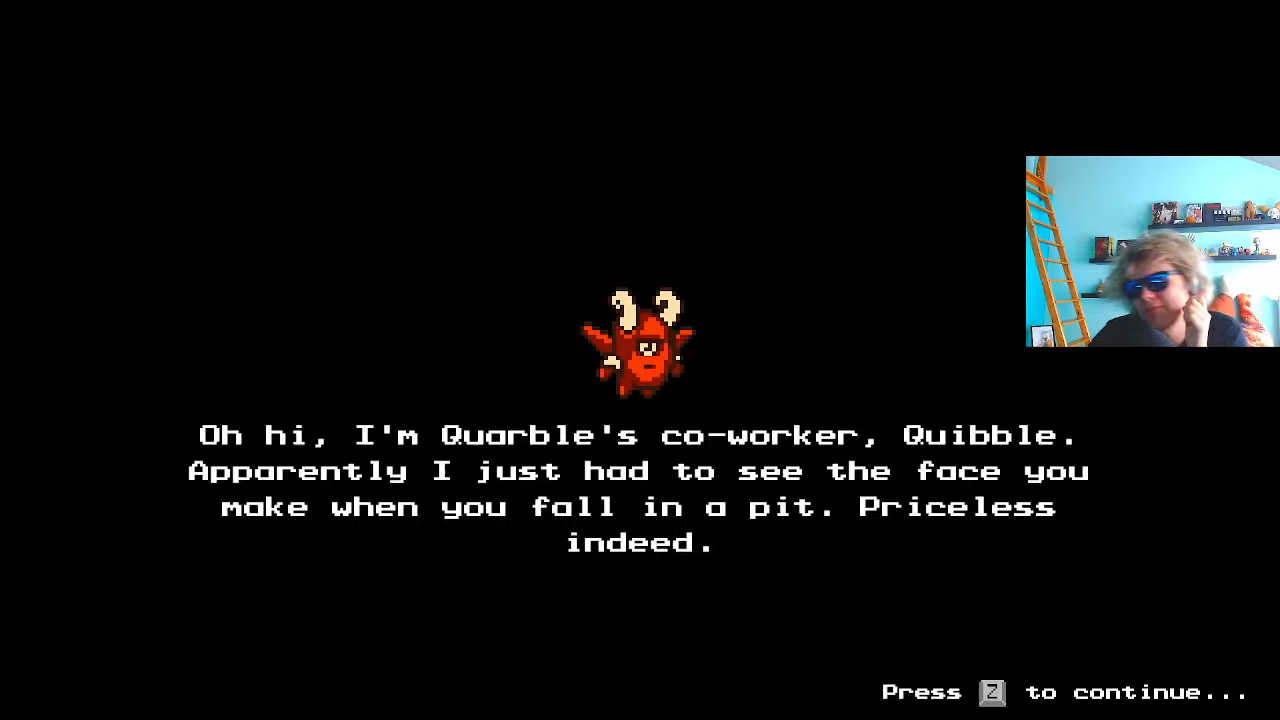 Oh hi, I'm Quarble's co-worker, Quibble.
Apparently I just had to see the face you
make when you fall in a pit. Priceless
indeed.
Press Z to continue...